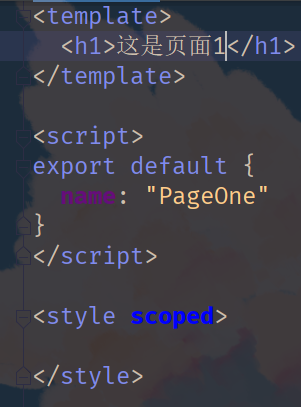 <template>
<h1>这是页面1</h1>
</template>
<script>
export default {
name: "PageOne"
}
</script>
<style scoped>
</style>